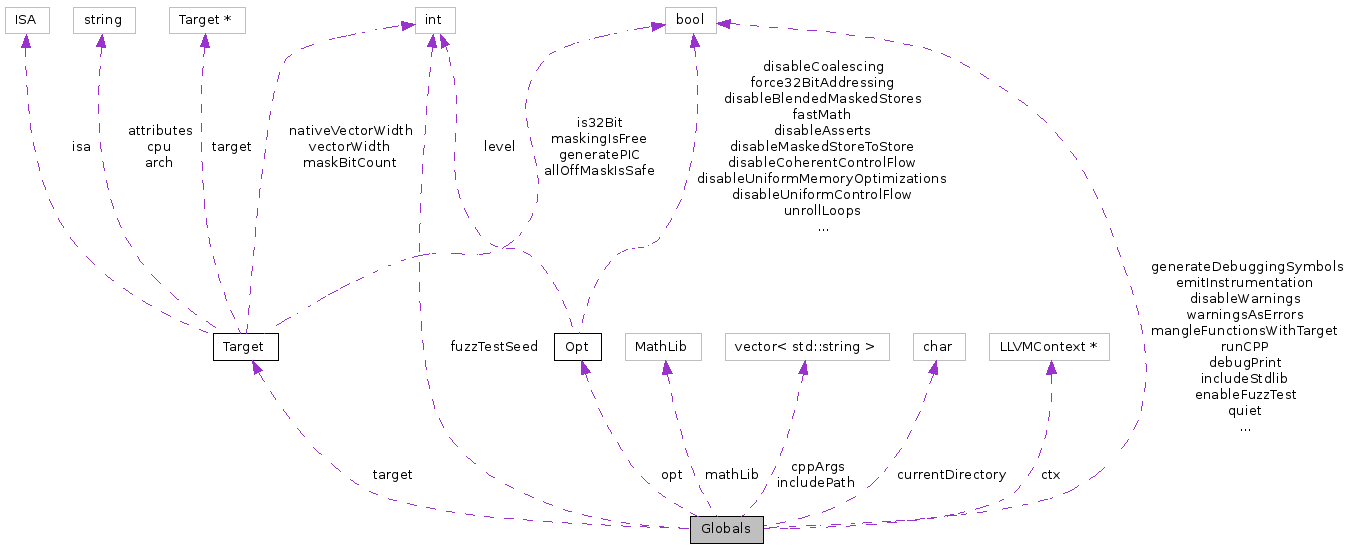 ISA
string
Target *
int
bool
disableCoalescing
force32BitAddressing
disableBlendedMaskedStores
fastMath
disableAsserts
disableMaskedStoreToStore
disableCoherentControlFlow
disableUniformMemoryOptimizations
disableUniformControlFlow
unrollLoops
...
isa
attributes
cpu
arch
target
nativeVectorWidth
vectorWidth
maskBitCount
level
is32Bit
maskingIsFree
generatePIC
allOffMaskIsSafe
generateDebuggingSymbols
emitInstrumentation
disableWarnings
warningsAsErrors
mangleFunctionsWithTarget
runCPP
debugPrint
includeStdlib
enableFuzzTest
quiet
...
Target
fuzzTestSeed
Opt
MathLib
vector< std::string >
char
LLVMContext *
target
opt
mathLib
cppArgs
includePath
currentDirectory
ctx
Globals